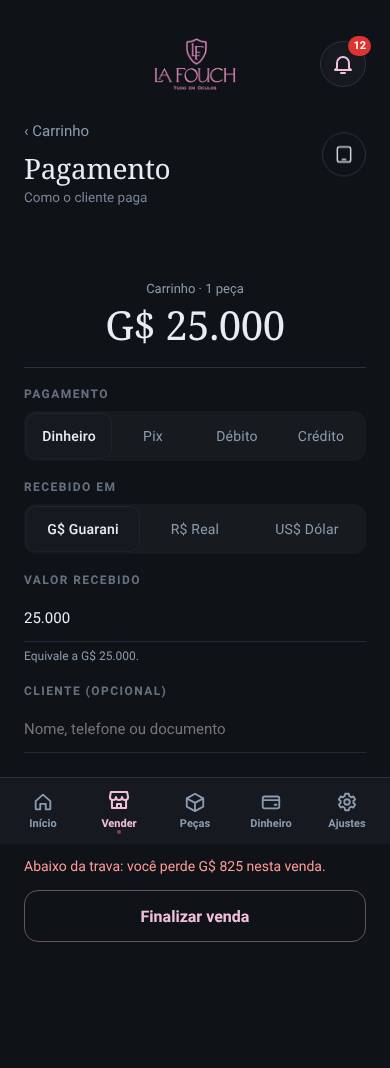 12
LF
LA FOUCH
Tudo em Oculos
‹ Carrinho
Pagamento
Como o cliente paga
Carrinho · 1 peça
G$ 25.000
PAGAMENTO
Dinheiro Pix Débito Crédito
RECEBIDO EM
G$ Guarani R$ Real US$ Dólar
VALOR RECEBIDO
25.000
Equivale a G$ 25.000.
CLIENTE (OPCIONAL)
Nome, telefone ou documento
Início Vender Peças Dinheiro Ajustes
Abaixo da trava: você perde G$ 825 nesta venda.
Finalizar venda